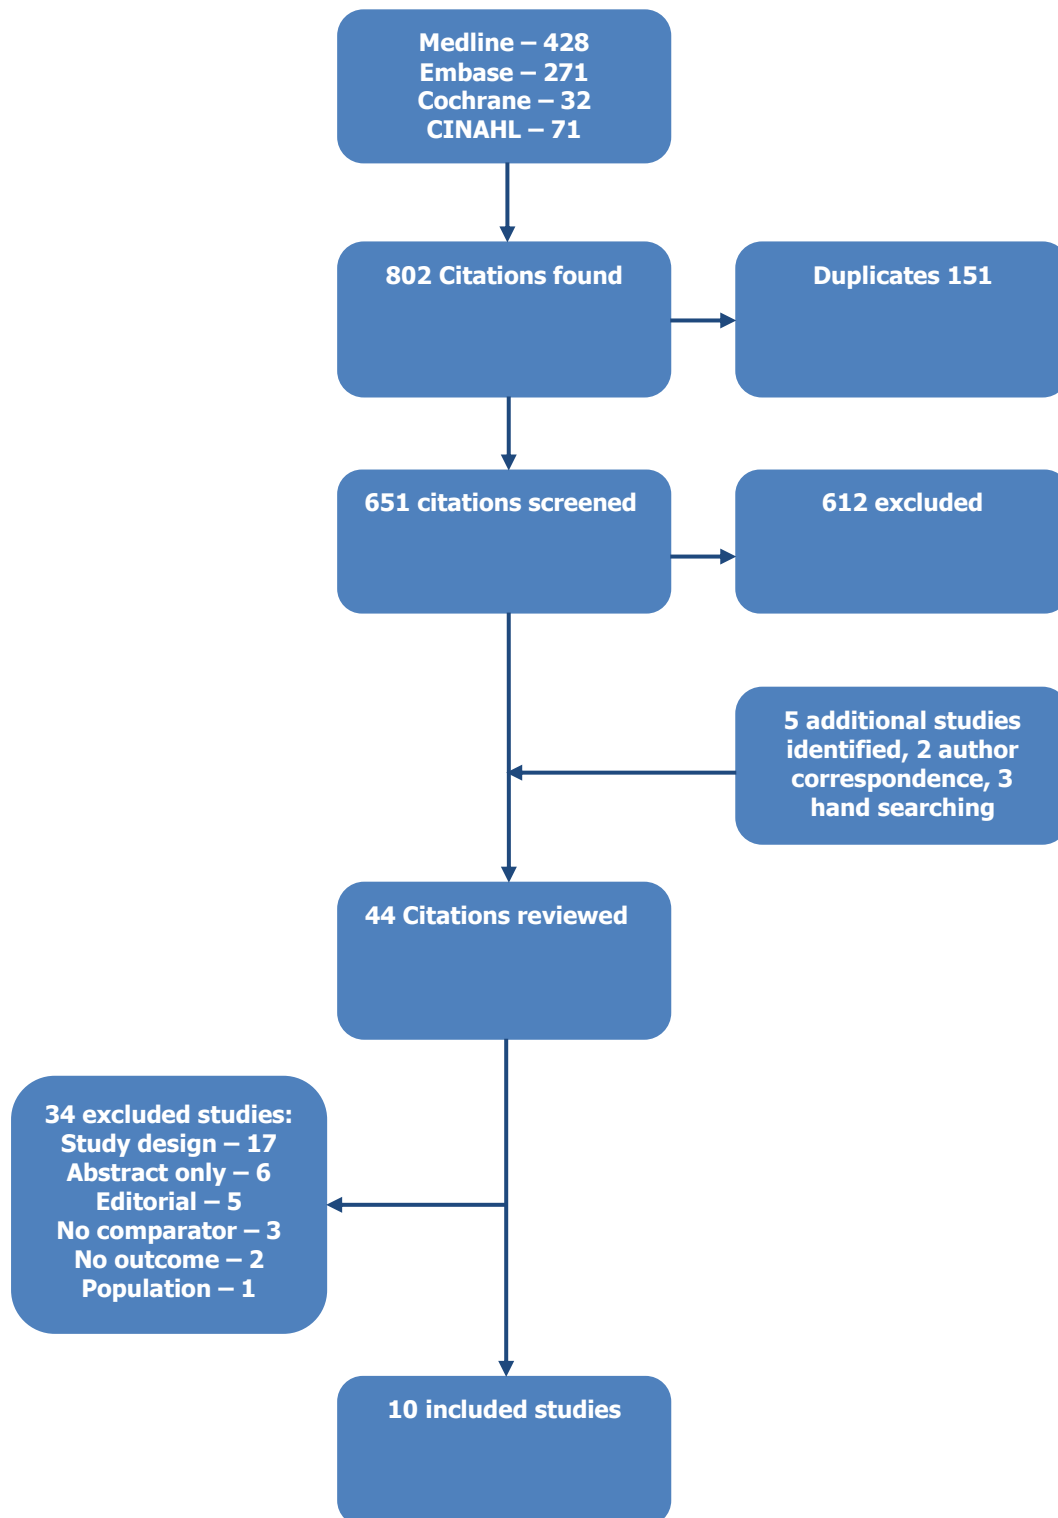 Medline – 428
Embase – 271
Cochrane – 32
CINAHL – 71
802 Citations found
Duplicates 151
651 citations screened
612 excluded
5 additional studies
identified, 2 author
correspondence, 3
hand searching
44 Citations reviewed
34 excluded studies:
Study design – 17
Abstract only – 6
Editorial – 5
No comparator – 3
No outcome – 2
Population – 1
10 included studies